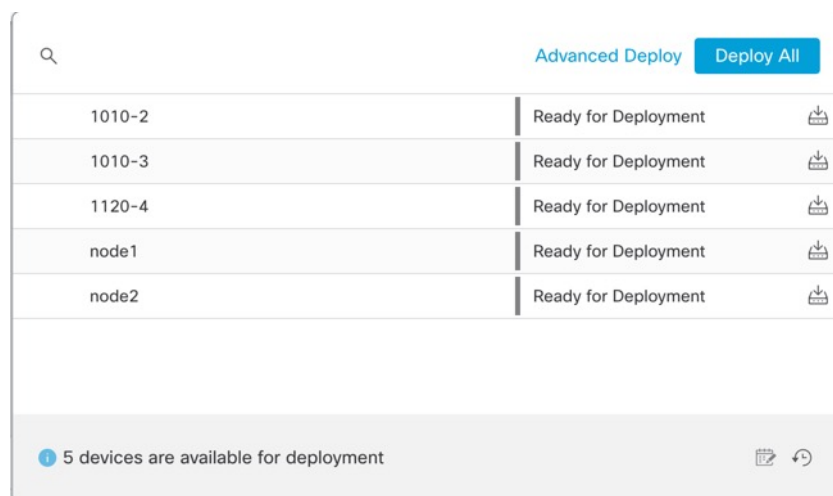 Advanced Deploy Deploy All
1010-2 Ready for Deployment
1010-3 Ready for Deployment
1120-4 Ready for Deployment
node1 Ready for Deployment
node2 Ready for Deployment
5 devices are available for deployment